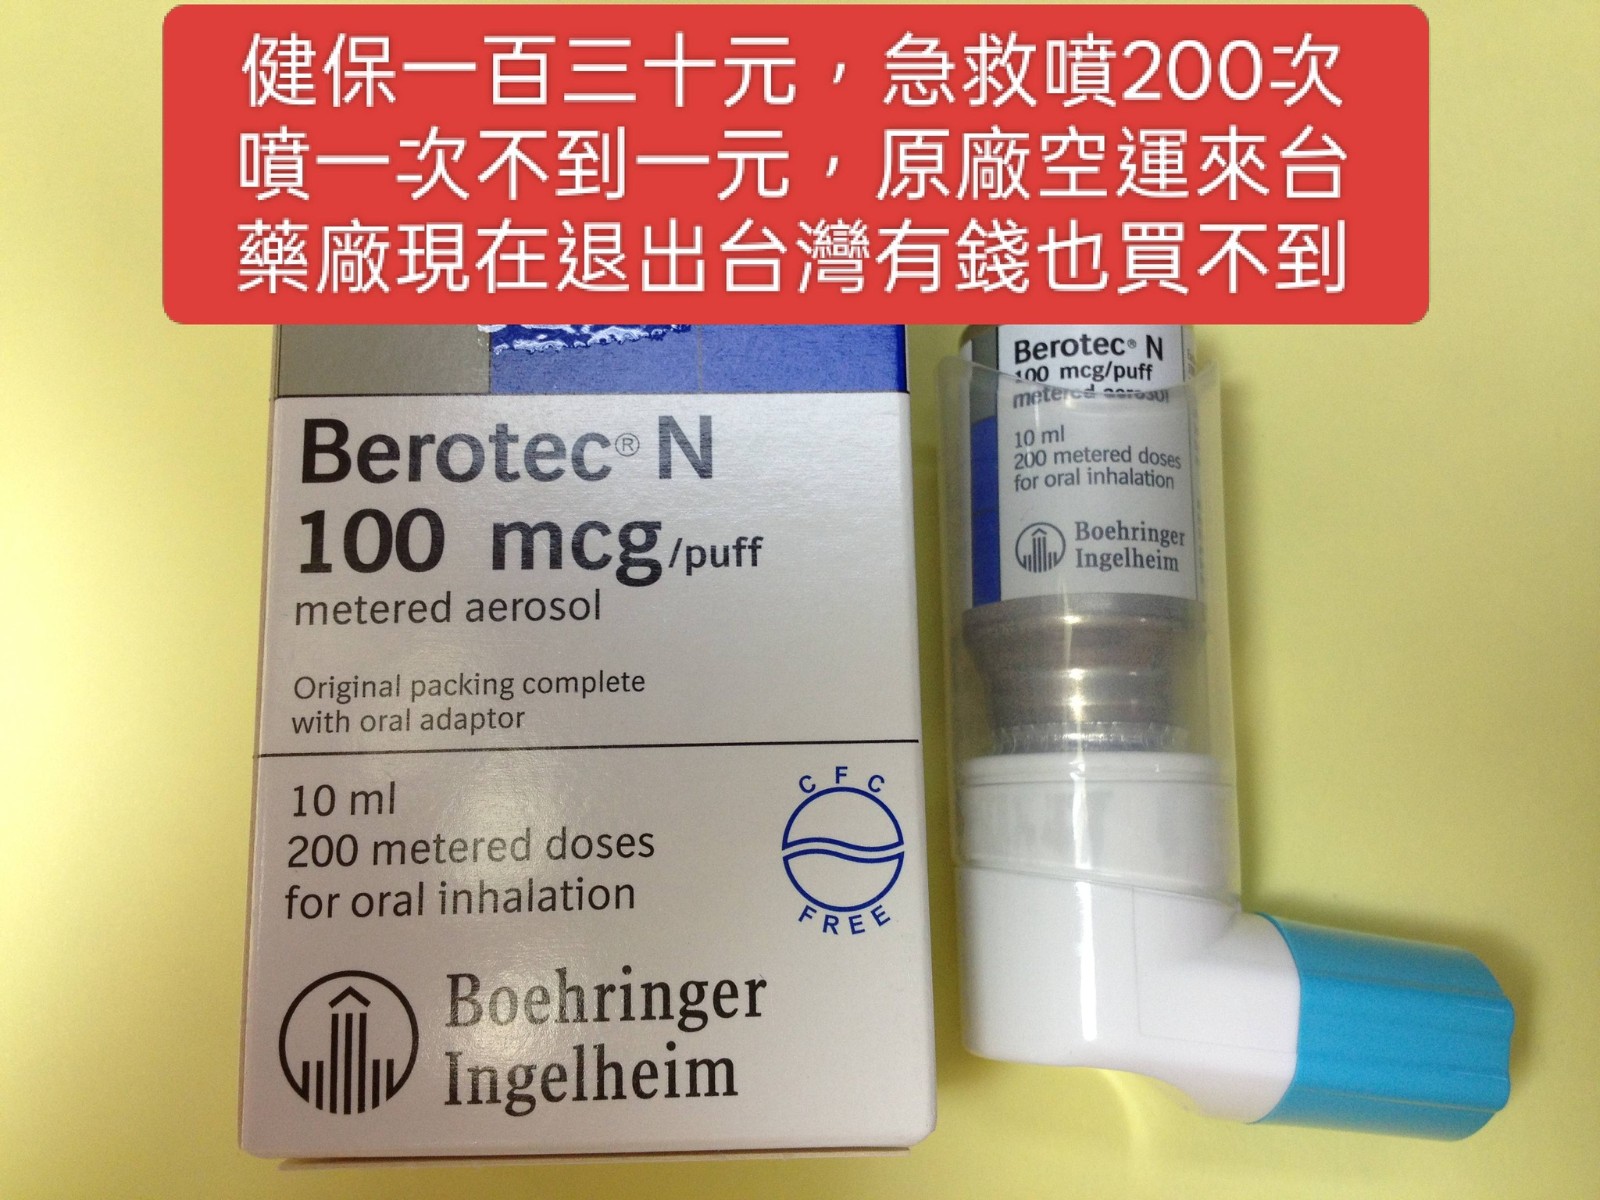 健保一百三十元，急救噴200次
噴一次不到一元，原廠空運來台
藥廠現在退出台灣有錢也買不到
Berotec® N
100 mcg/puff
metered aerosol
Original packing complete
with oral adaptor
10 ml
200 metered doses
for oral inhalation
CFC
FREE
Boehringer
Ingelheim
Berotec® N
100 mcg/puff
metered aerosol
10 ml
200 metered doses
for oral inhalation
Boehringer
Ingelheim